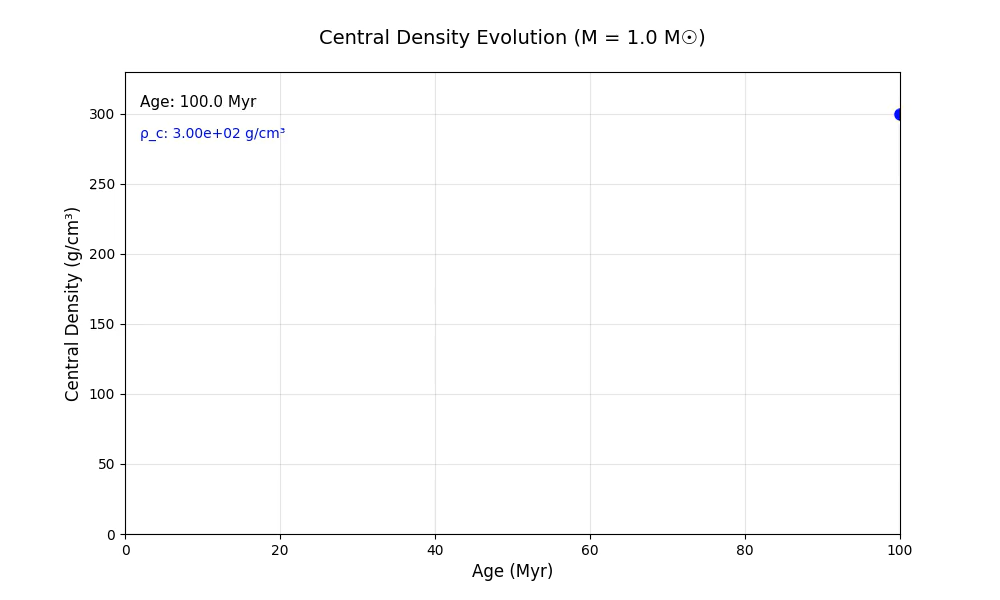 Central Density Evolution (M = 1.0 M☉)
Age: 100.0 Myr
ρ_c: 3.00e+02 g/cm³
Central Density (g/cm³)
300
250
200
150
100
50
0
0 20 40 60 80 100
Age (Myr)